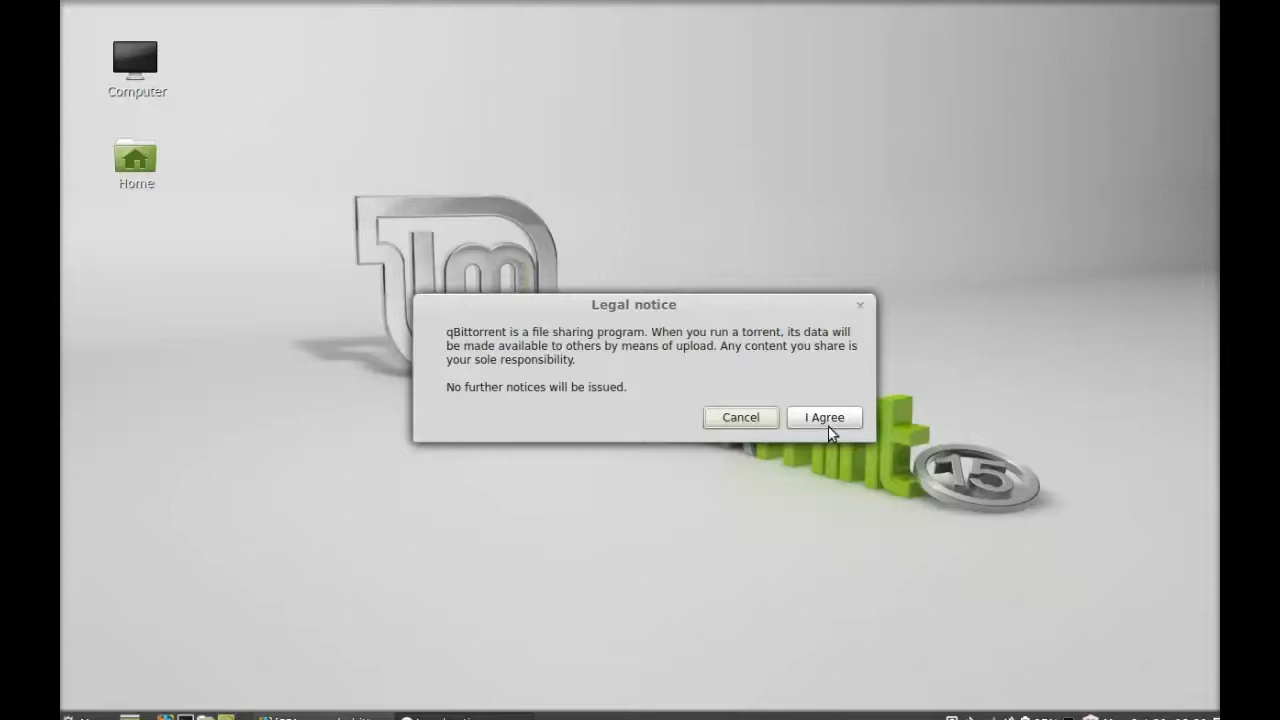 Computer
Home
Legal notice
qBittorrent is a file sharing program. When you run a torrent, its data will
be made available to others by means of upload. Any content you share is
your sole responsibility.
No further notices will be issued.
Cancel
I Agree
15